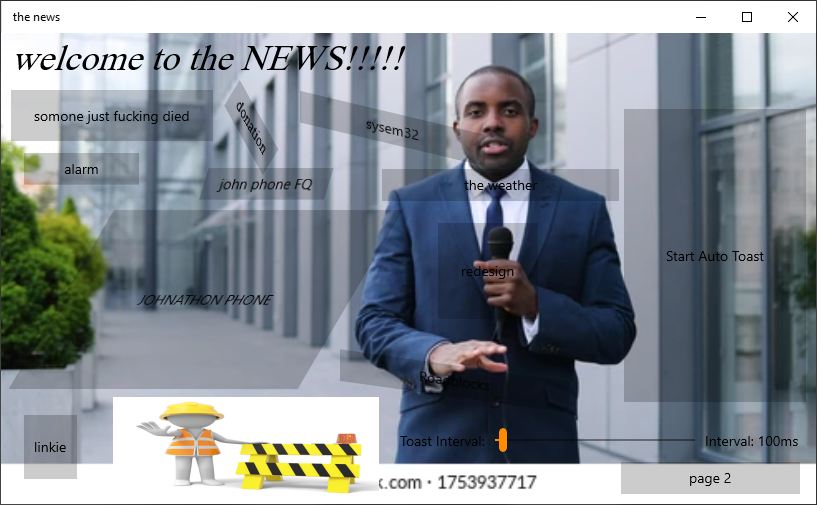 the news
welcome to the NEWS!!!!!
somone just fucking died
donation
sysem32
alarm
john phone FQ
the weather
Start Auto Toast
redesign
JOHNATHON PHONE
Roadblocks
linkie
Toast Interval:
Interval: 100ms
k.com · 1753937717
page 2